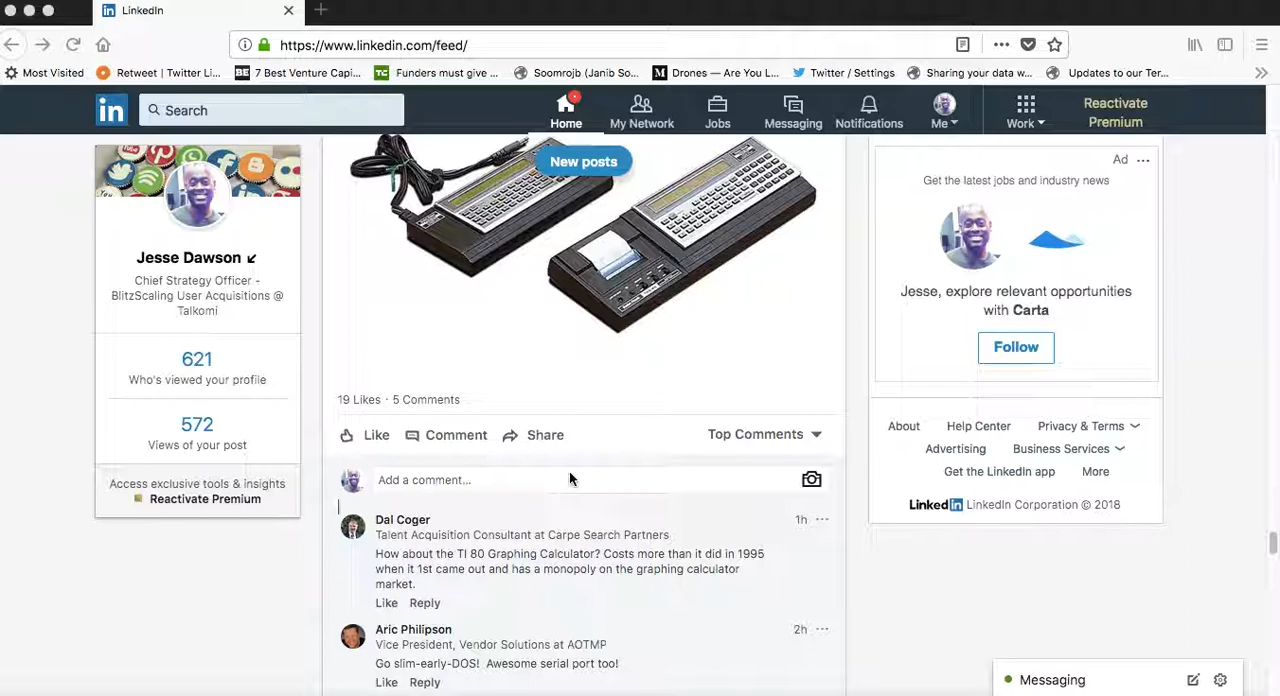 LinkedIn
https://www.linkedin.com/feed/
Most Visited
Retweet | Twitter Li...
BE 7 Best Venture Capi...
TC Funders must give ...
Soomrojb (Janib So...
M Drones — Are You L...
Twitter / Settings
Sharing your data w...
Updates to our Ter...
in
Search
Home
My Network
Jobs
Messaging
Notifications
Me
Work
Reactivate
Premium
Jesse Dawson
Chief Strategy Officer -
BlitzScaling User Acquisitions @
Talkomi
621
Who's viewed your profile
572
Views of your post
Access exclusive tools & insights
Reactivate Premium
New posts
19 Likes · 5 Comments
Like Comment Share Top Comments
Add a comment...
Dal Coger 1h
Talent Acquisition Consultant at Carpe Search Partners
How about the TI 80 Graphing Calculator? Costs more than it did in 1995
when it 1st came out and has a monopoly on the graphing calculator
market.
Like Reply
Aric Philipson 2h
Vice President, Vendor Solutions at AOTMP
Go slim-early-DOS! Awesome serial port too!
Like Reply
Ad
Get the latest jobs and industry news
Jesse, explore relevant opportunities
with Carta
Follow
About Help Center Privacy & Terms
Advertising Business Services
Get the LinkedIn app More
LinkedIn LinkedIn Corporation © 2018
Messaging